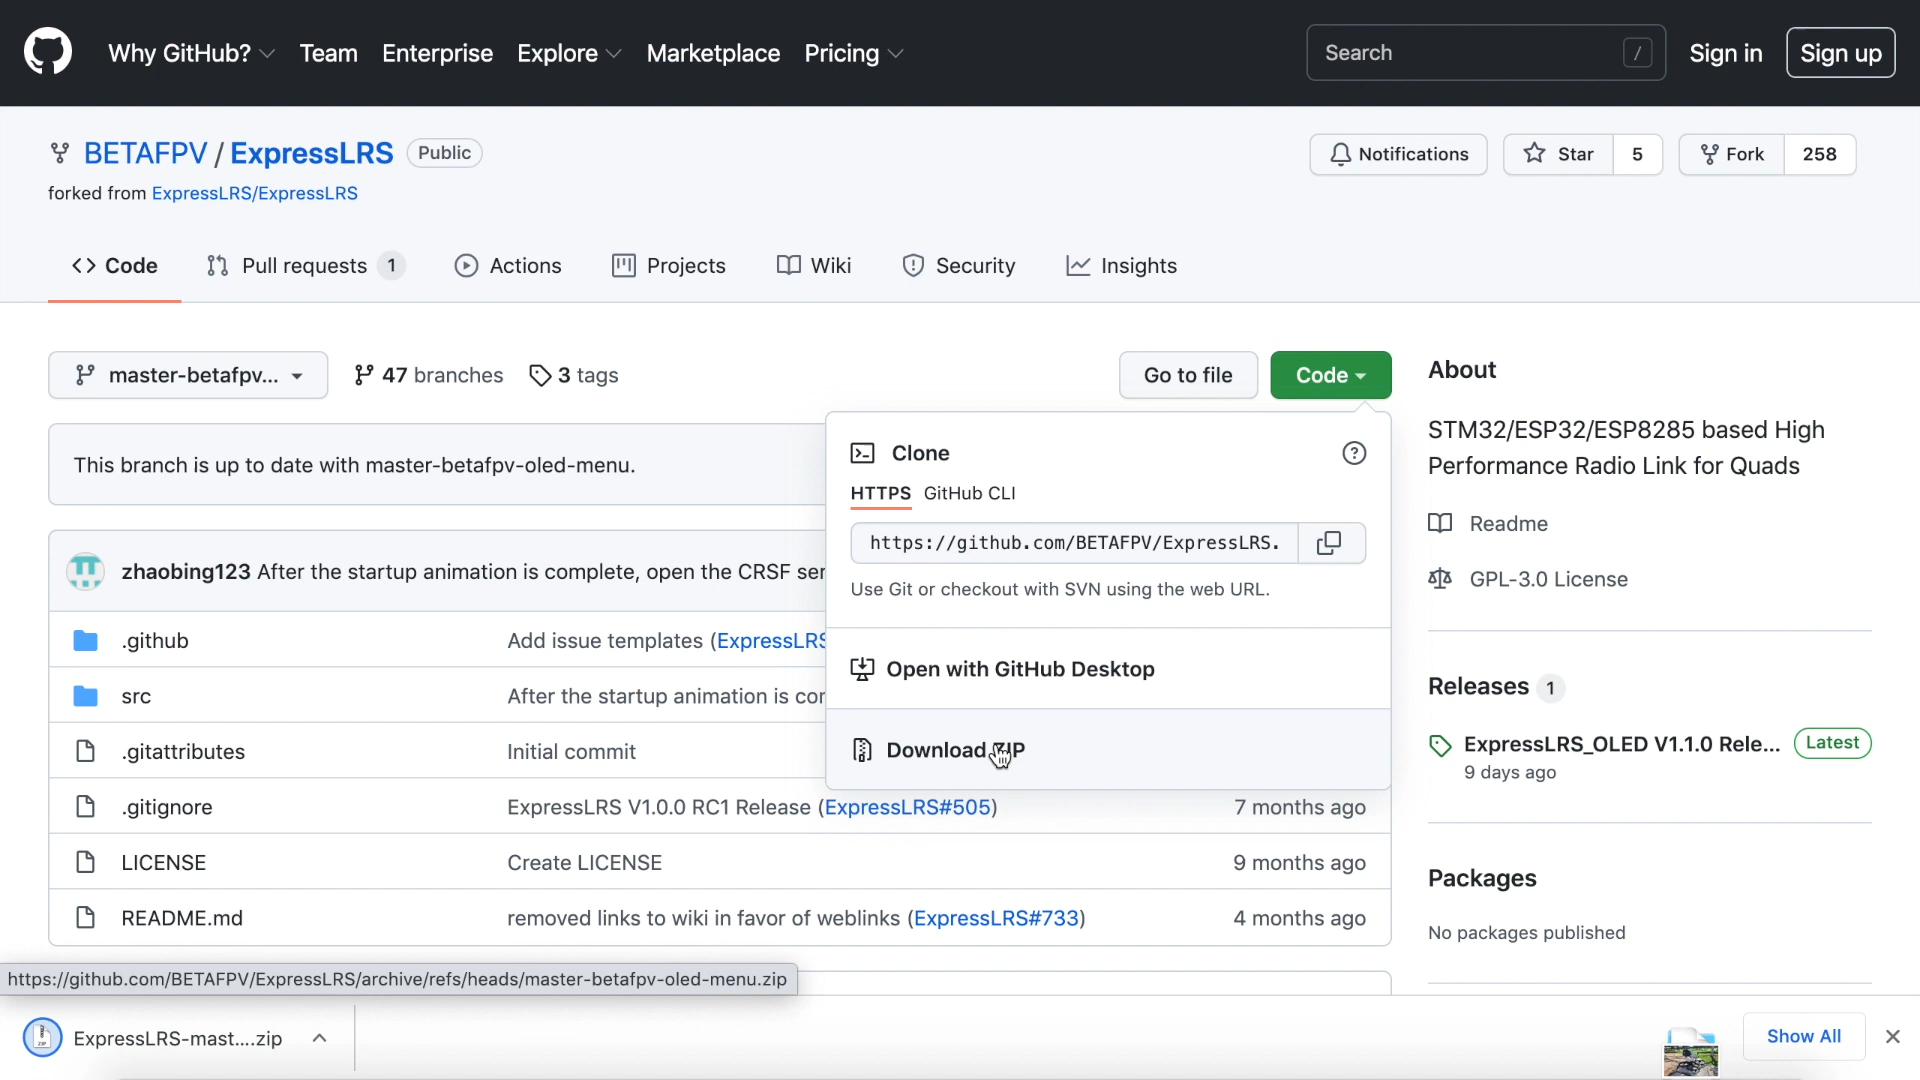 Why GitHub? Team Enterprise Explore Marketplace Pricing Search / Sign in Sign up
BETAFPV / ExpressLRS Public Notifications Star 5 Fork 258
forked from ExpressLRS/ExpressLRS
<> Code Pull requests 1 Actions Projects Wiki Security Insights
master-betafpv... 47 branches 3 tags Go to file Code
This branch is up to date with master-betafpv-oled-menu.
zhaobing123 After the startup animation is complete, open the CRSF ser
.github Add issue templates (ExpressLRS
src After the startup animation is cor
.gitattributes Initial commit
.gitignore ExpressLRS V1.0.0 RC1 Release (ExpressLRS#505) 7 months ago
LICENSE Create LICENSE 9 months ago
README.md removed links to wiki in favor of weblinks (ExpressLRS#733) 4 months ago
Clone
HTTPS GitHub CLI
https://github.com/BETAFPV/ExpressLRS.
Use Git or checkout with SVN using the web URL.
Open with GitHub Desktop
Download ZIP
About
STM32/ESP32/ESP8285 based High
Performance Radio Link for Quads
Readme
GPL-3.0 License
Releases 1
ExpressLRS_OLED V1.1.0 Rele... Latest
9 days ago
Packages
No packages published
https://github.com/BETAFPV/ExpressLRS/archive/refs/heads/master-betafpv-oled-menu.zip
ExpressLRS-mast....zip Show All